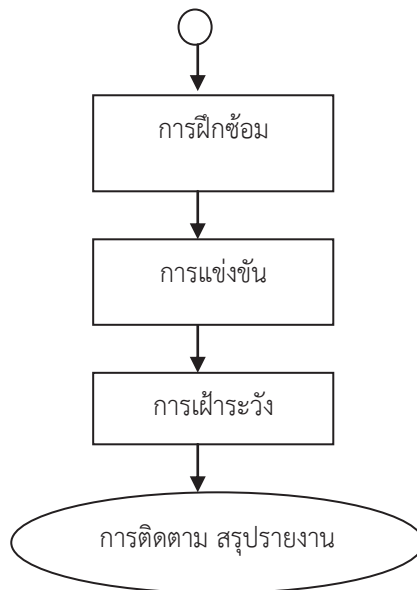 การฝึกซ้อม
การแข่งขัน
การเฝ้าระวัง
การติดตาม สรุปรายงาน